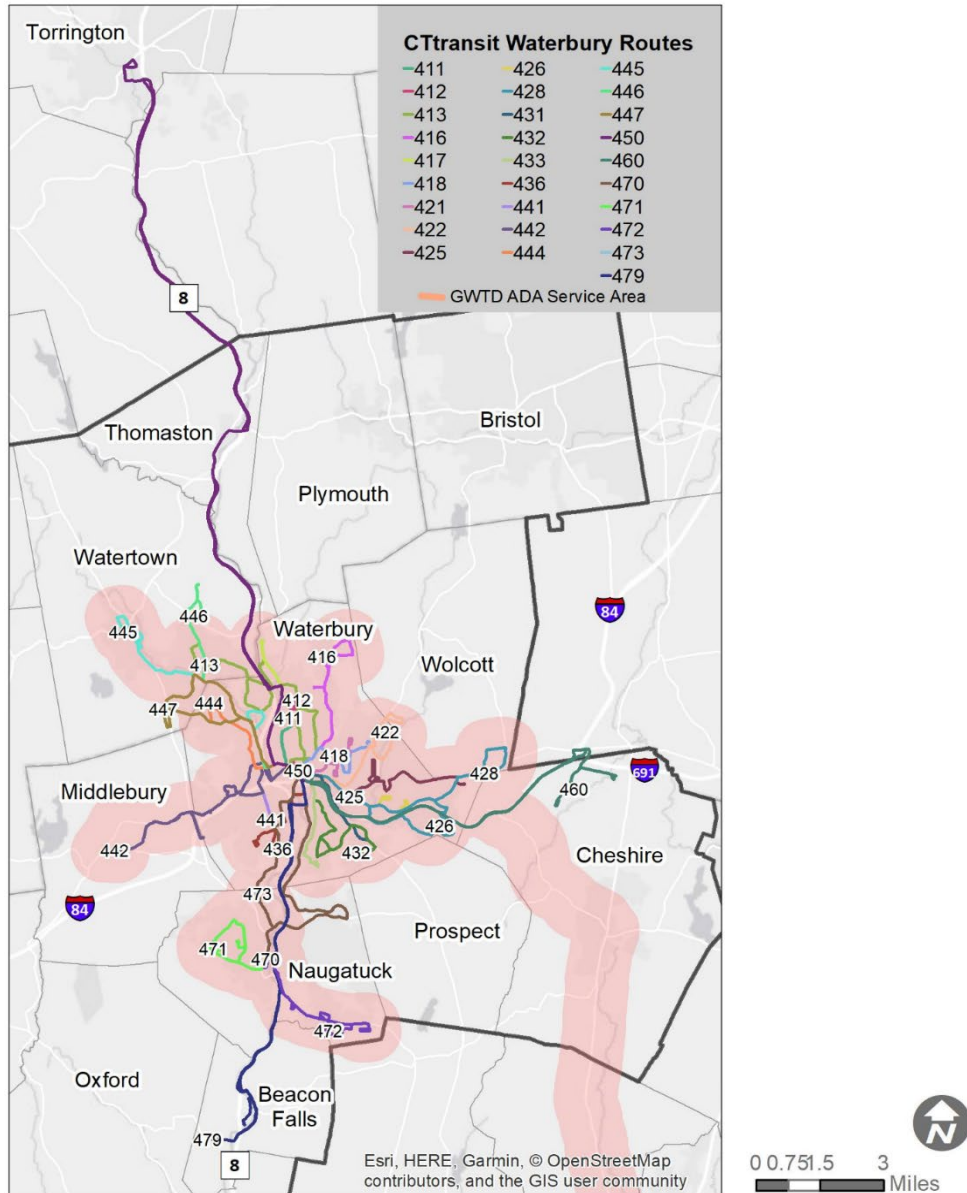 Torrington
CTtransit Waterbury Routes
411 426 445
412 428 446
413 431 447
416 432 450
417 433 460
418 436 470
421 441 471
422 442 472
425 444 473
479
GWTD ADA Service Area
8
Thomaston
Bristol
Plymouth
Watertown
446
445
Waterbury
84
416
413
Wolcott
444
412
447
411
422
418
450
428
691
460
Middlebury
425
441
426
442
436
432
Cheshire
473
84
Prospect
471
470
Naugatuck
472
Oxford
Beacon
Falls
479
8
Esri, HERE, Garmin, © OpenStreetMap
contributors, and the GIS user community
N
0 0.75 1.5 3
Miles